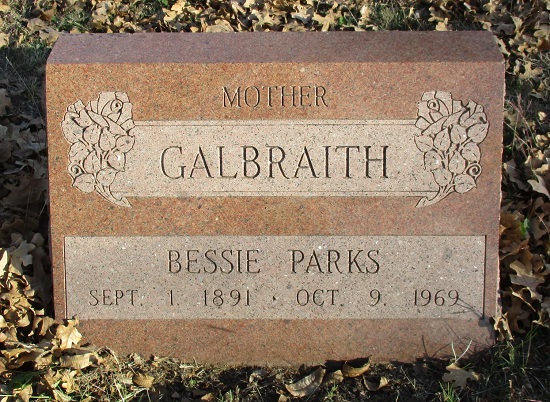 MOTHER
GALBRAITH
BESSIE PARKS
SEPT. 1 1891 · OCT. 9, 1969